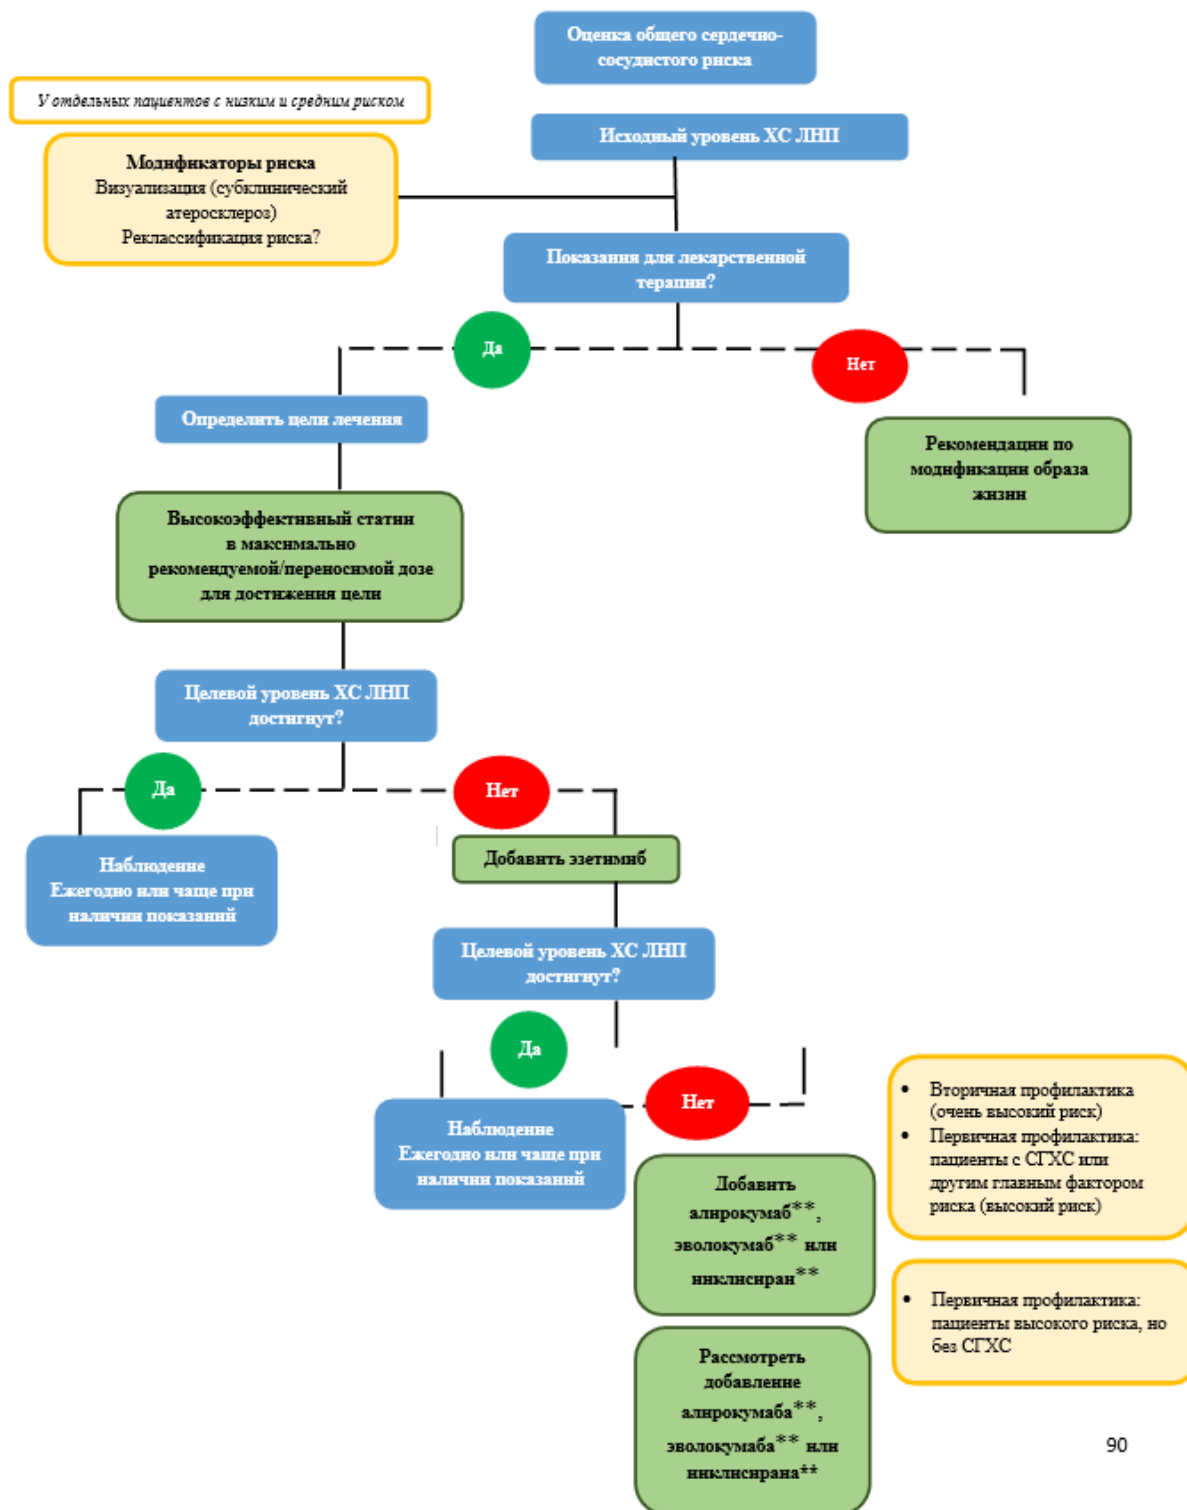 Оценка общего сердечно-
сосудистого риска
У отдельных пациентов с низким и средним риском
Исходный уровень ХС ЛНП
Модификаторы риска
Визуализация (субклинический
атеросклероз)
Реклассификация риска?
Показания для лекарственной
терапии?
Да
Нет
Определить цели лечения
Рекомендации по
модификации образа
жизни
Высокоэффективный статин
в максимально
рекомендуемой/переносимой дозе
для достижения цели
Целевой уровень ХС ЛНП
достигнут?
Да
Нет
Наблюдение
Ежегодно или чаще при
наличии показаний
Добавить эзетимиб
Целевой уровень ХС ЛНП
достигнут?
Да
Нет
Наблюдение
Ежегодно или чаще при
наличии показаний
• Вторичная профилактика
(очень высокий риск)
• Первичная профилактика:
пациенты с СГХС или
другим главным фактором
риска (высокий риск)
Добавить
алирокумаб**,
эволокумаб** или
инклисиран**
• Первичная профилактика:
пациенты высокого риска, но
без СГХС
Рассмотреть
добавление
алирокумаба**,
эволокумаба** или
инклисирана**
90